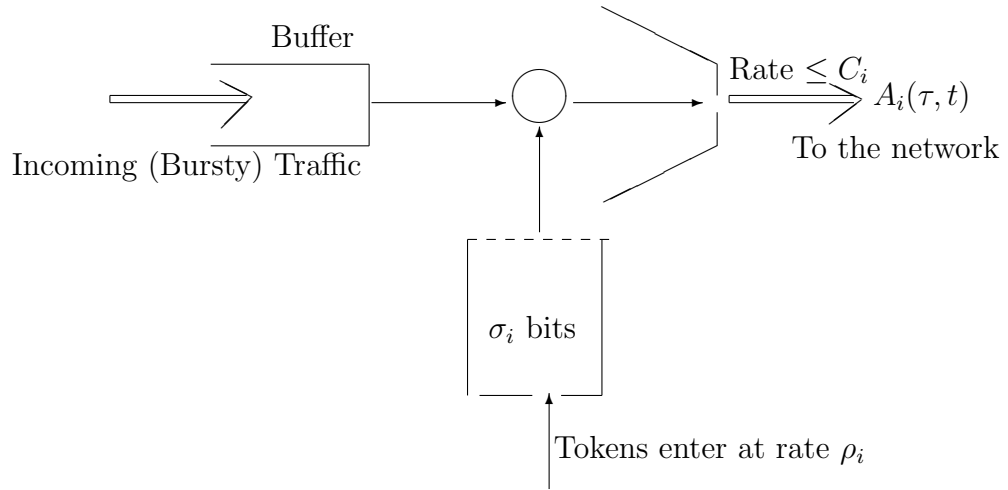 Buffer
Rate ≤ C_i
A_i(τ, t)
To the network
Incoming (Bursty) Traffic
σ_i bits
Tokens enter at rate ρ_i